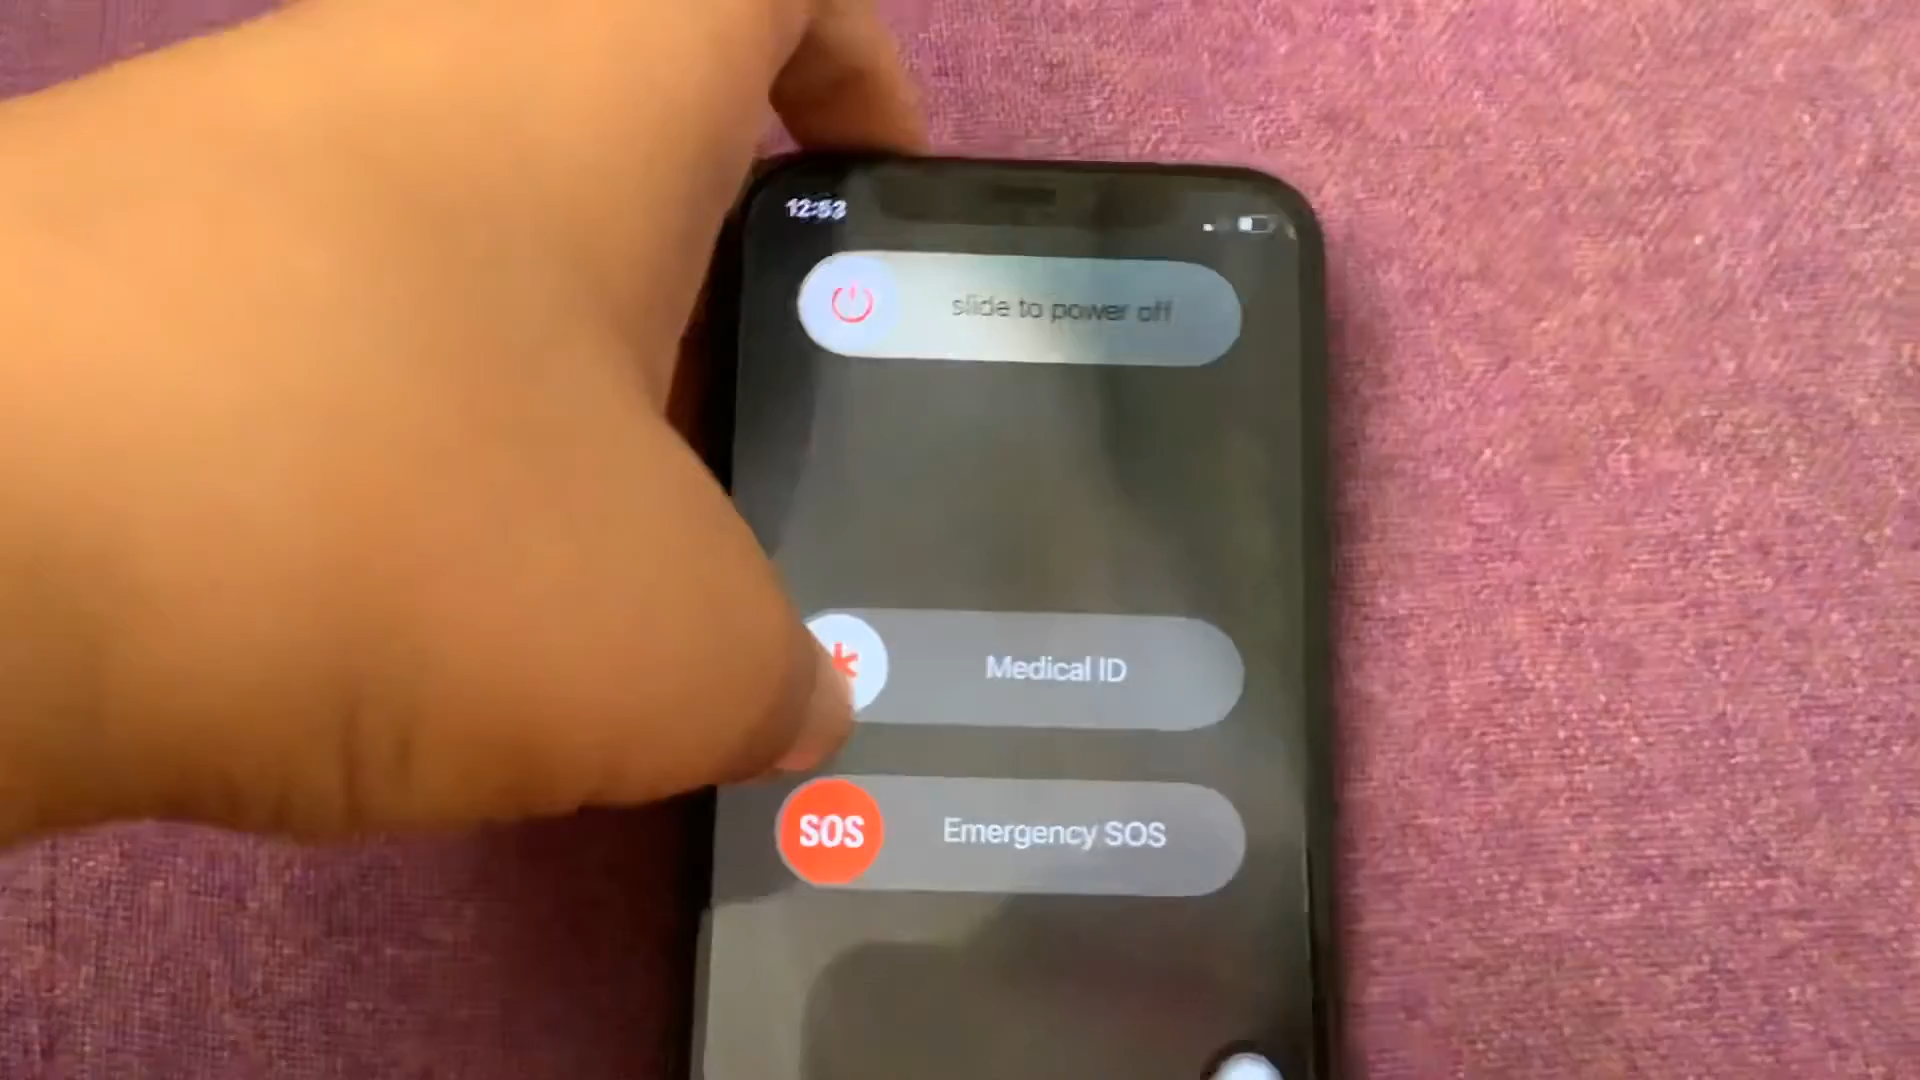 12:53
slide to power off
Medical ID
SOS
Emergency SOS